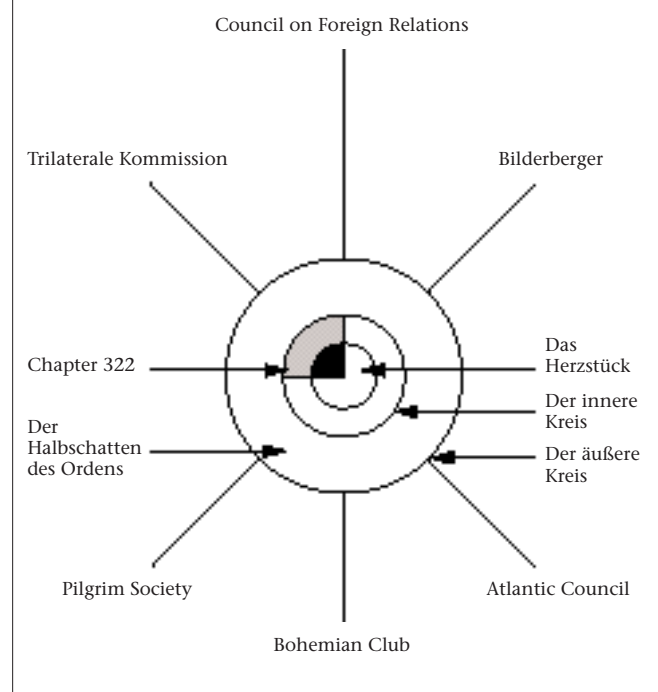 Council on Foreign Relations
Trilaterale Kommission
Bilderberger
Chapter 322
Das
Herzstück
Der innere
Kreis
Der
Halbschatten
des Ordens
Der äußere
Kreis
Pilgrim Society
Atlantic Council
Bohemian Club